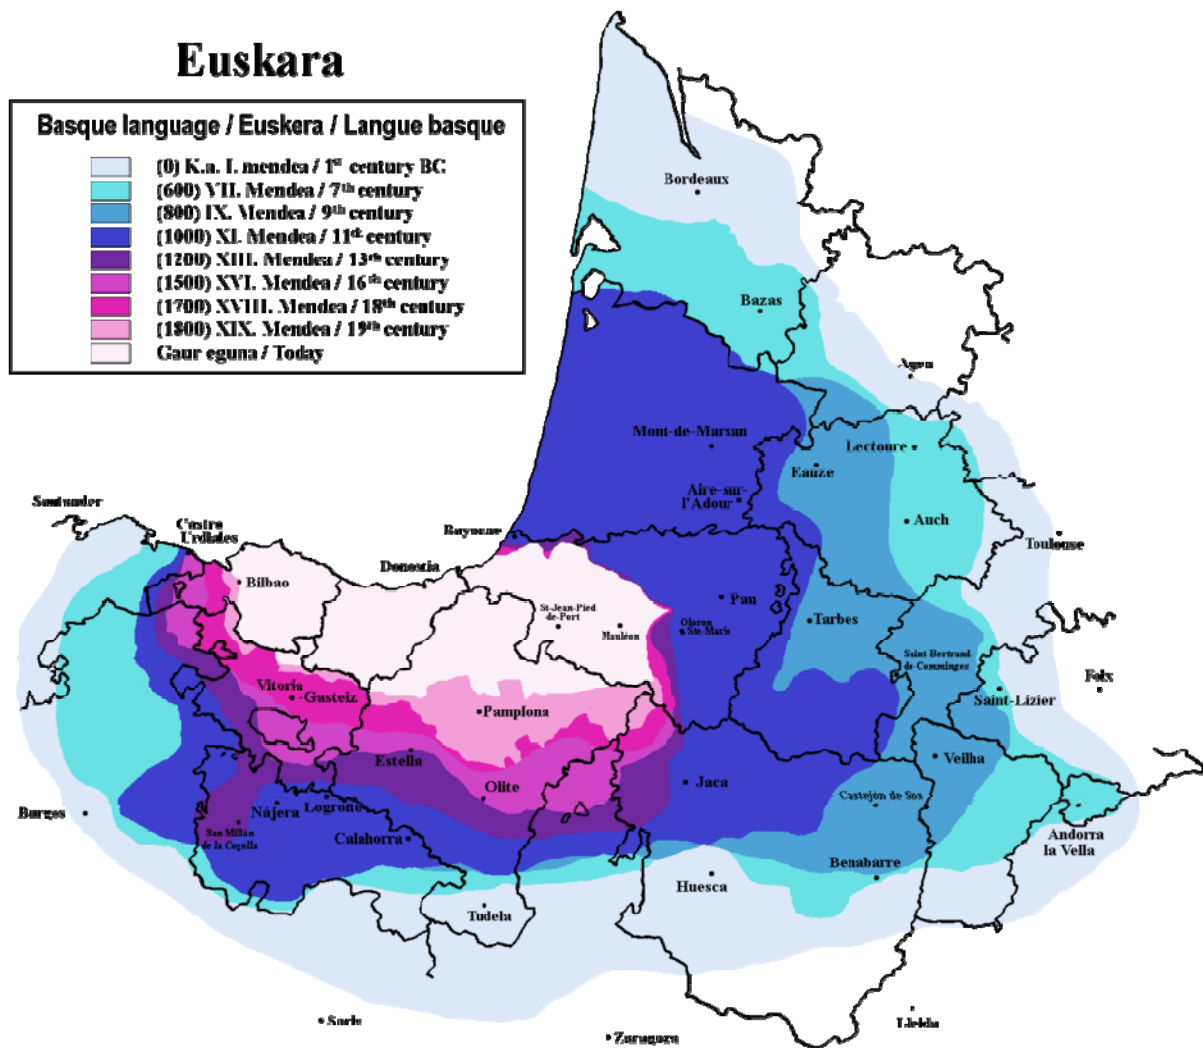 Euskara
Basque language / Euskera / Langue basque
(0) K.a. I. mendea / 1st century BC
(600) VII. Mendea / 7th century
(800) IX. Mendea / 9th century
(1000) XI. Mendea / 11th century
(1200) XIII. Mendea / 13th century
(1500) XVI. Mendea / 16th century
(1700) XVIII. Mendea / 18th century
(1800) XIX. Mendea / 19th century
Gaur eguna / Today
Bordeaux
Bazas
Agen
Mont-de-Marsan
Lectoure
Eauze
Aire-sur-
l'Adour
Auch
Toulouse
Santander
Castro
Urdiales
Bayonne
Donostia
Bilbao
St-Jean-Pied
de-Port
Mauléon
Pau
Oloron
Ste-Marie
Tarbes
Saint-Bertrand
de-Comminges
Foix
Saint-Lizier
Vitoria
-Gasteiz
Pamplona
Estella
Olite
Jaca
Veilha
Castejón de Sos
Burgos
Nájera
Logroño
San Millán
de la Cogolla
Calahorra
Andorra
la Vella
Benabarre
Huesca
Tudela
Soria
Zaragoza
Lleida